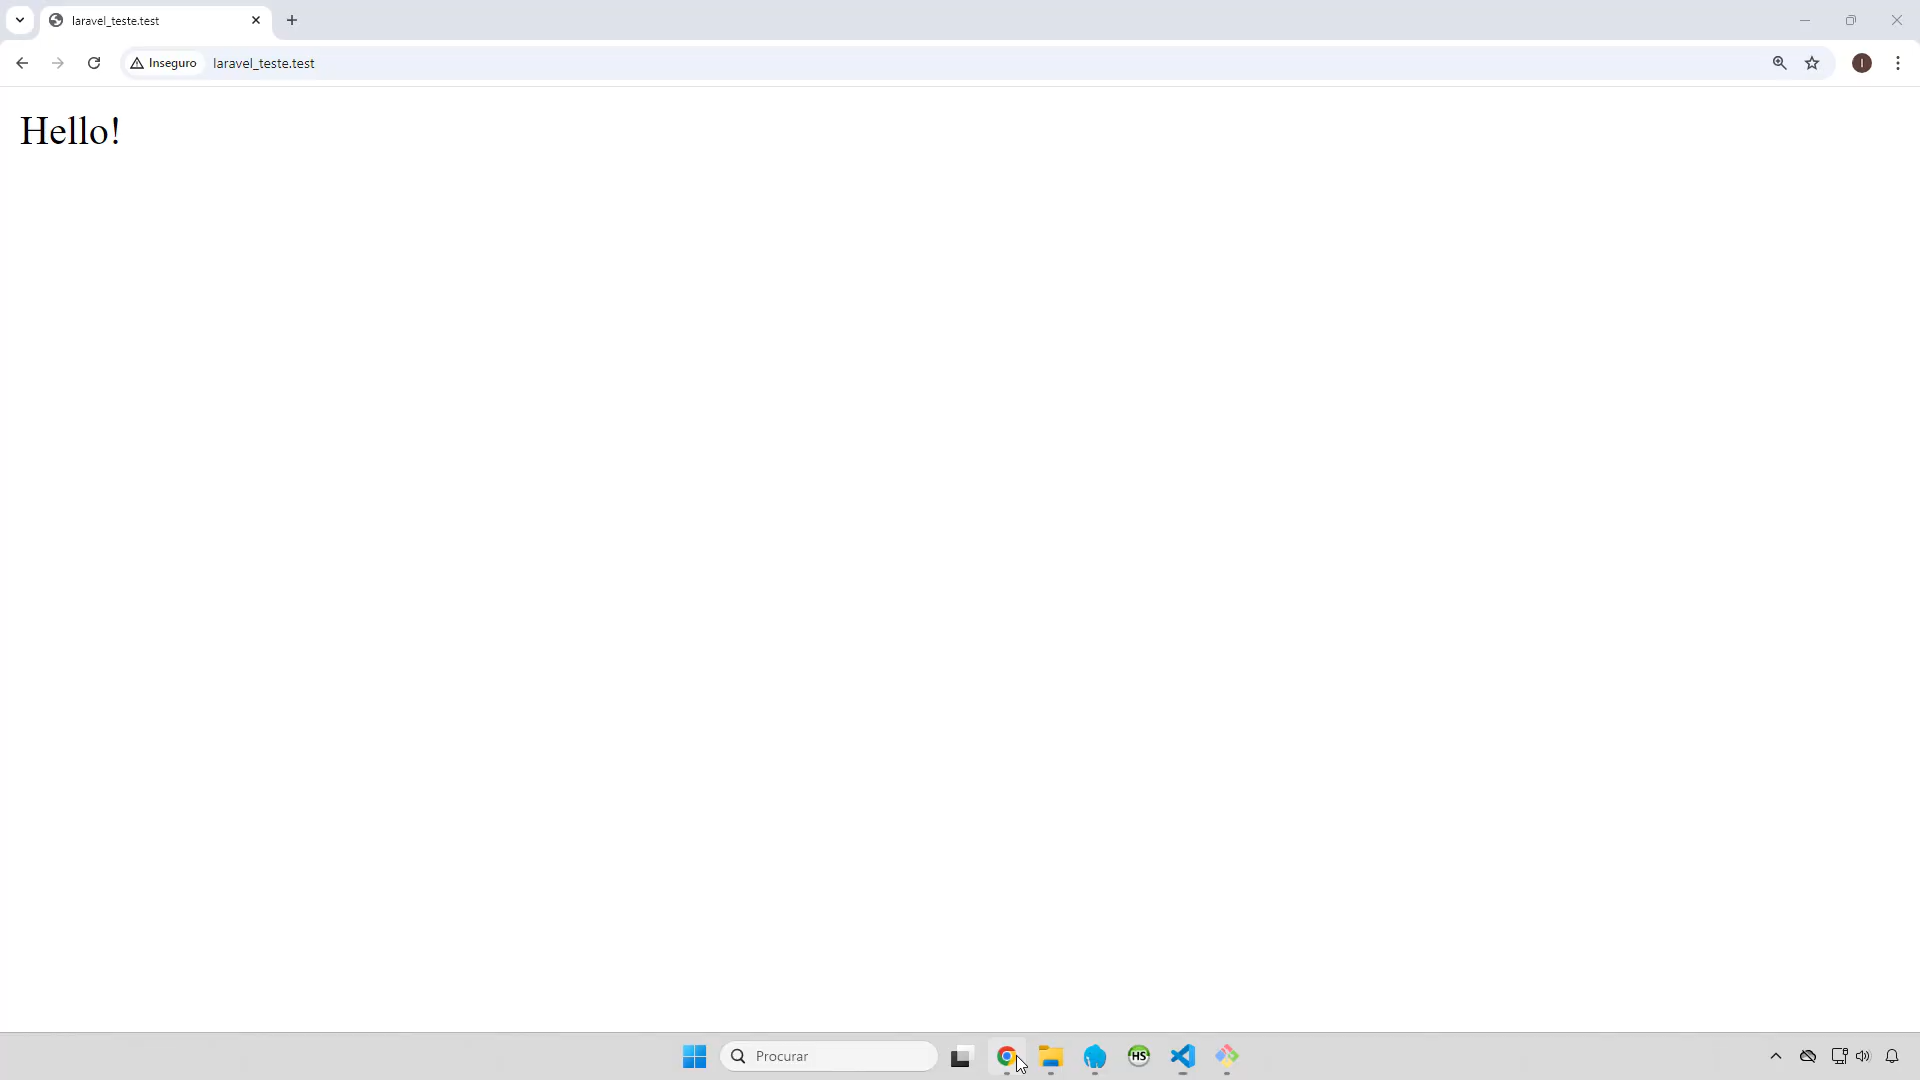 laravel_teste.test
Inseguro
laravel_teste.test
I
Hello!
Procurar
HS